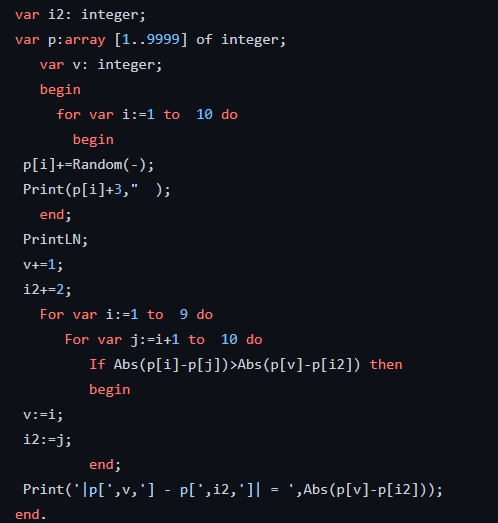 var i2: integer;
var p:array [1..9999] of integer;
var v: integer;
begin
for var i:=1 to  10 do
begin
p[i]+=Random(-);
Print(p[i]+3,"  );
end;
PrintLN;
v+=1;
i2+=2;
For var i:=1 to  9 do
For var j:=i+1 to  10 do
If Abs(p[i]-p[j])>Abs(p[v]-p[i2]) then
begin
v:=i;
i2:=j;
end;
Print('|p[',v,'] - p[',i2,']| = ',Abs(p[v]-p[i2]));
end.